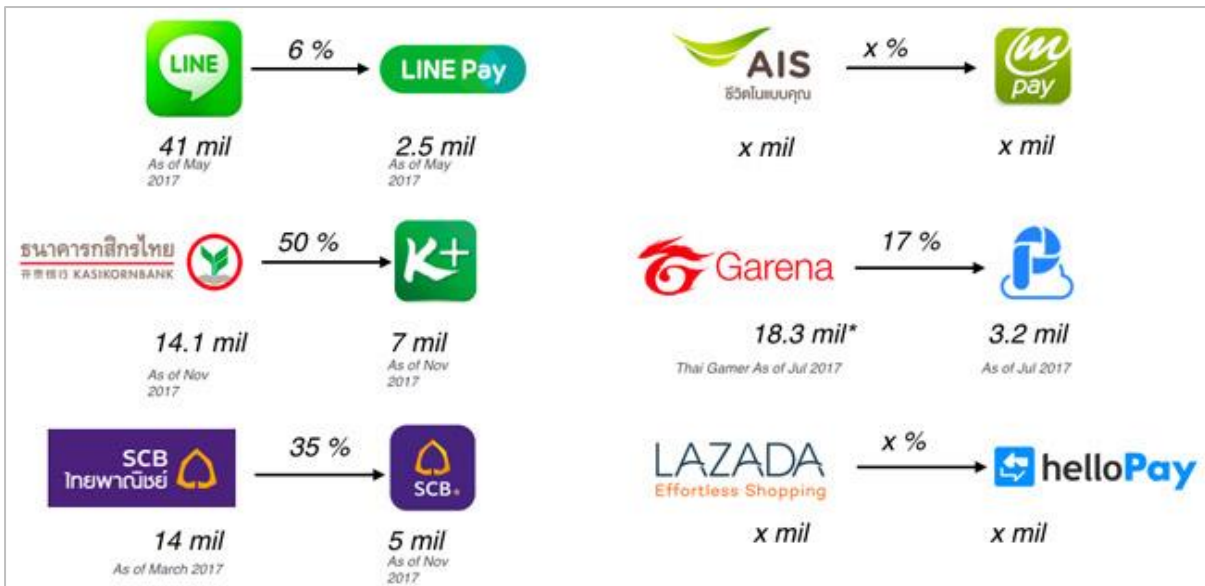 LINE
6 %
LINE Pay
41 mil
As of May
2017
2.5 mil
As of May
2017
AIS
ชีวิตในแบบคุณ
x %
m
pay
x mil
x mil
ธนาคารกสิกรไทย
开泰银行 KASIKORNBANK
50 %
K+
14.1 mil
As of Nov
2017
7 mil
As of Nov
2017
Garena
17 %
18.3 mil*
Thai Gamer As of Jul 2017
3.2 mil
As of Jul 2017
SCB
ไทยพาณิชย์
35 %
SCB
14 mil
As of March 2017
5 mil
As of Nov
2017
LAZADA
Effortless Shopping
x %
helloPay
x mil
x mil